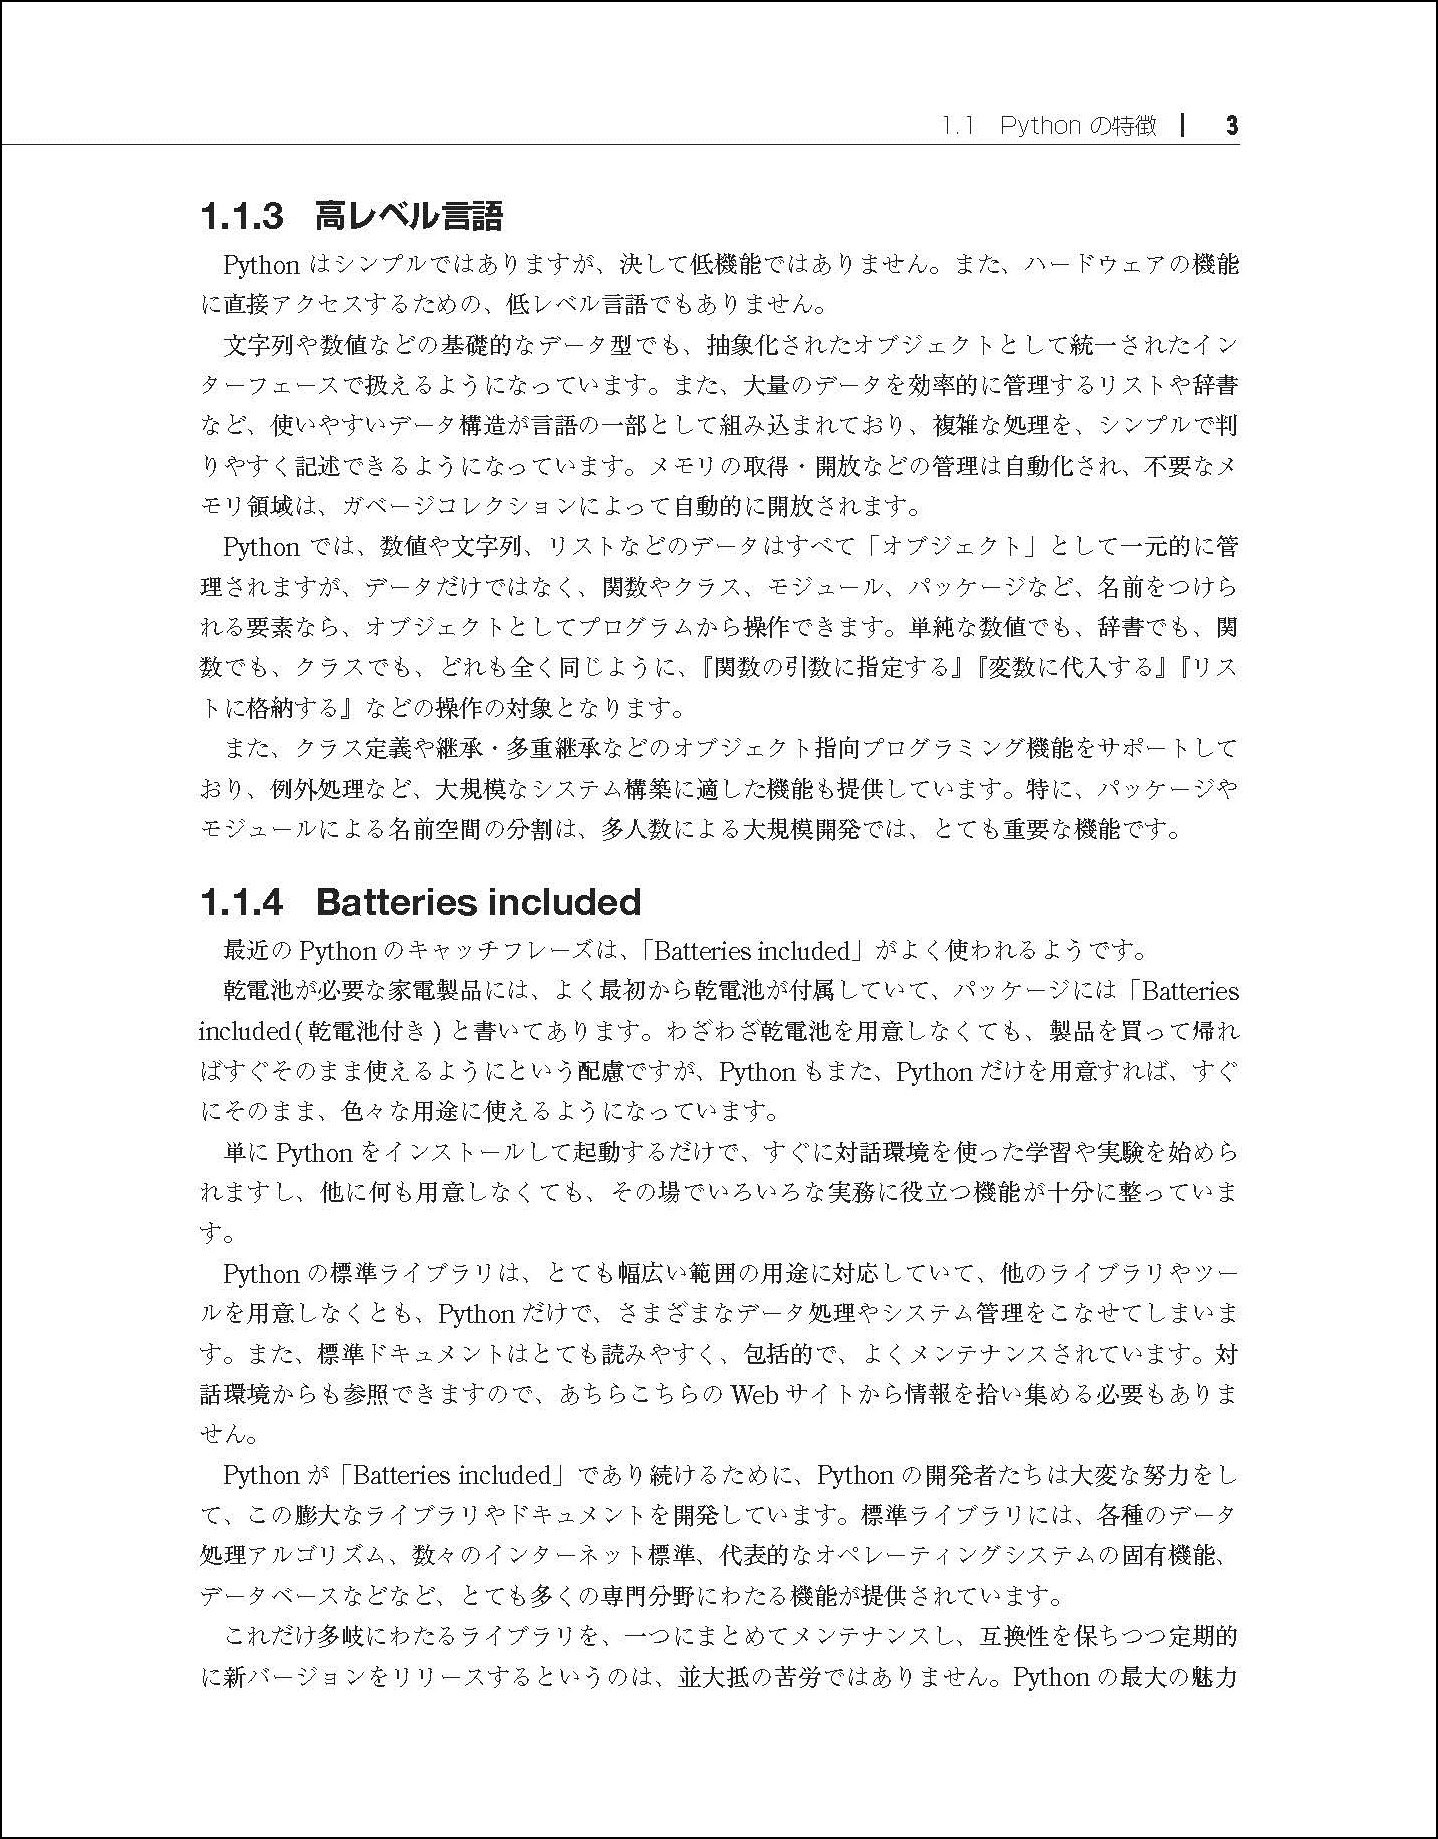 1.1 Python の特徴 3
1.1.3 高レベル言語
Python はシンプルではありますが、決して低機能ではありません。また、ハードウェアの機能
に直接アクセスするための、低レベル言語でもありません。
文字列や数値などの基礎的なデータ型でも、抽象化されたオブジェクトとして統一されたイン
ターフェースで扱えるようになっています。また、大量のデータを効率的に管理するリストや辞書
など、使いやすいデータ構造が言語の一部として組み込まれており、複雑な処理を、シンプルで判
りやすく記述できるようになっています。メモリの取得・開放などの管理は自動化され、不要なメ
モリ領域は、ガベージコレクションによって自動的に開放されます。
Python では、数値や文字列、リストなどのデータはすべて「オブジェクト」として一元的に管
理されますが、データだけではなく、関数やクラス、モジュール、パッケージなど、名前をつけら
れる要素なら、オブジェクトとしてプログラムから操作できます。単純な数値でも、辞書でも、関
数でも、クラスでも、どれも全く同じように、『関数の引数に指定する』『変数に代入する』『リス
トに格納する』などの操作の対象となります。
また、クラス定義や継承・多重継承などのオブジェクト指向プログラミング機能をサポートして
おり、例外処理など、大規模なシステム構築に適した機能も提供しています。特に、パッケージや
モジュールによる名前空間の分割は、多人数による大規模開発では、とても重要な機能です。
1.1.4 Batteries included
最近の Python のキャッチフレーズは、「Batteries included」がよく使われるようです。
乾電池が必要な家電製品には、よく最初から乾電池が付属していて、パッケージには「Batteries
included(乾電池付き) と書いてあります。わざわざ乾電池を用意しなくても、製品を買って帰れ
ばすぐそのまま使えるようにという配慮ですが、Python もまた、Python だけを用意すれば、すぐ
にそのまま、色々な用途に使えるようになっています。
単に Python をインストールして起動するだけで、すぐに対話環境を使った学習や実験を始めら
れますし、他に何も用意しなくても、その場でいろいろな実務に役立つ機能が十分に整っていま
す。
Python の標準ライブラリは、とても幅広い範囲の用途に対応していて、他のライブラリやツー
ルを用意しなくとも、Python だけで、さまざまなデータ処理やシステム管理をこなせてしまいま
す。また、標準ドキュメントはとても読みやすく、包括的で、よくメンテナンスされています。対
話環境からも参照できますので、あちらこちらの Web サイトから情報を拾い集める必要もありま
せん。
Python が「Batteries included」であり続けるために、Python の開発者たちは大変な努力をし
て、この膨大なライブラリやドキュメントを開発しています。標準ライブラリには、各種のデータ
処理アルゴリズム、数々のインターネット標準、代表的なオペレーティングシステムの固有機能、
データベースなどなど、とても多くの専門分野にわたる機能が提供されています。
これだけ多岐にわたるライブラリを、一つにまとめてメンテナンスし、互換性を保ちつつ定期的
に新バージョンをリリースするというのは、並大抵の苦労ではありません。Python の最大の魅力